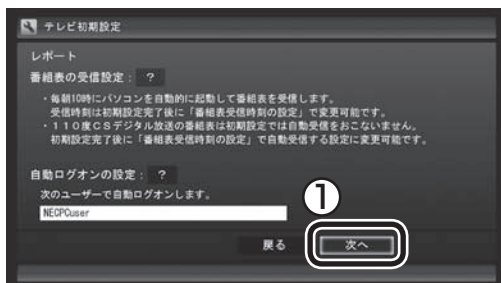 テレビ初期設定
レポート
番組表の受信設定： ？
・毎朝10時にパソコンを自動的に起動して番組表を受信します。
受信時刻は初期設定完了後に「番組表受信時刻の設定」で変更可能です。
・１１０度ＣＳデジタル放送の番組表は初期設定では自動受信をおこないません。
初期設定完了後に「番組表受信時刻の設定」で自動受信する設定に変更可能です。
自動ログオンの設定： ？
次のユーザーで自動ログオンします。
NECPCuser
①
戻る 次へ